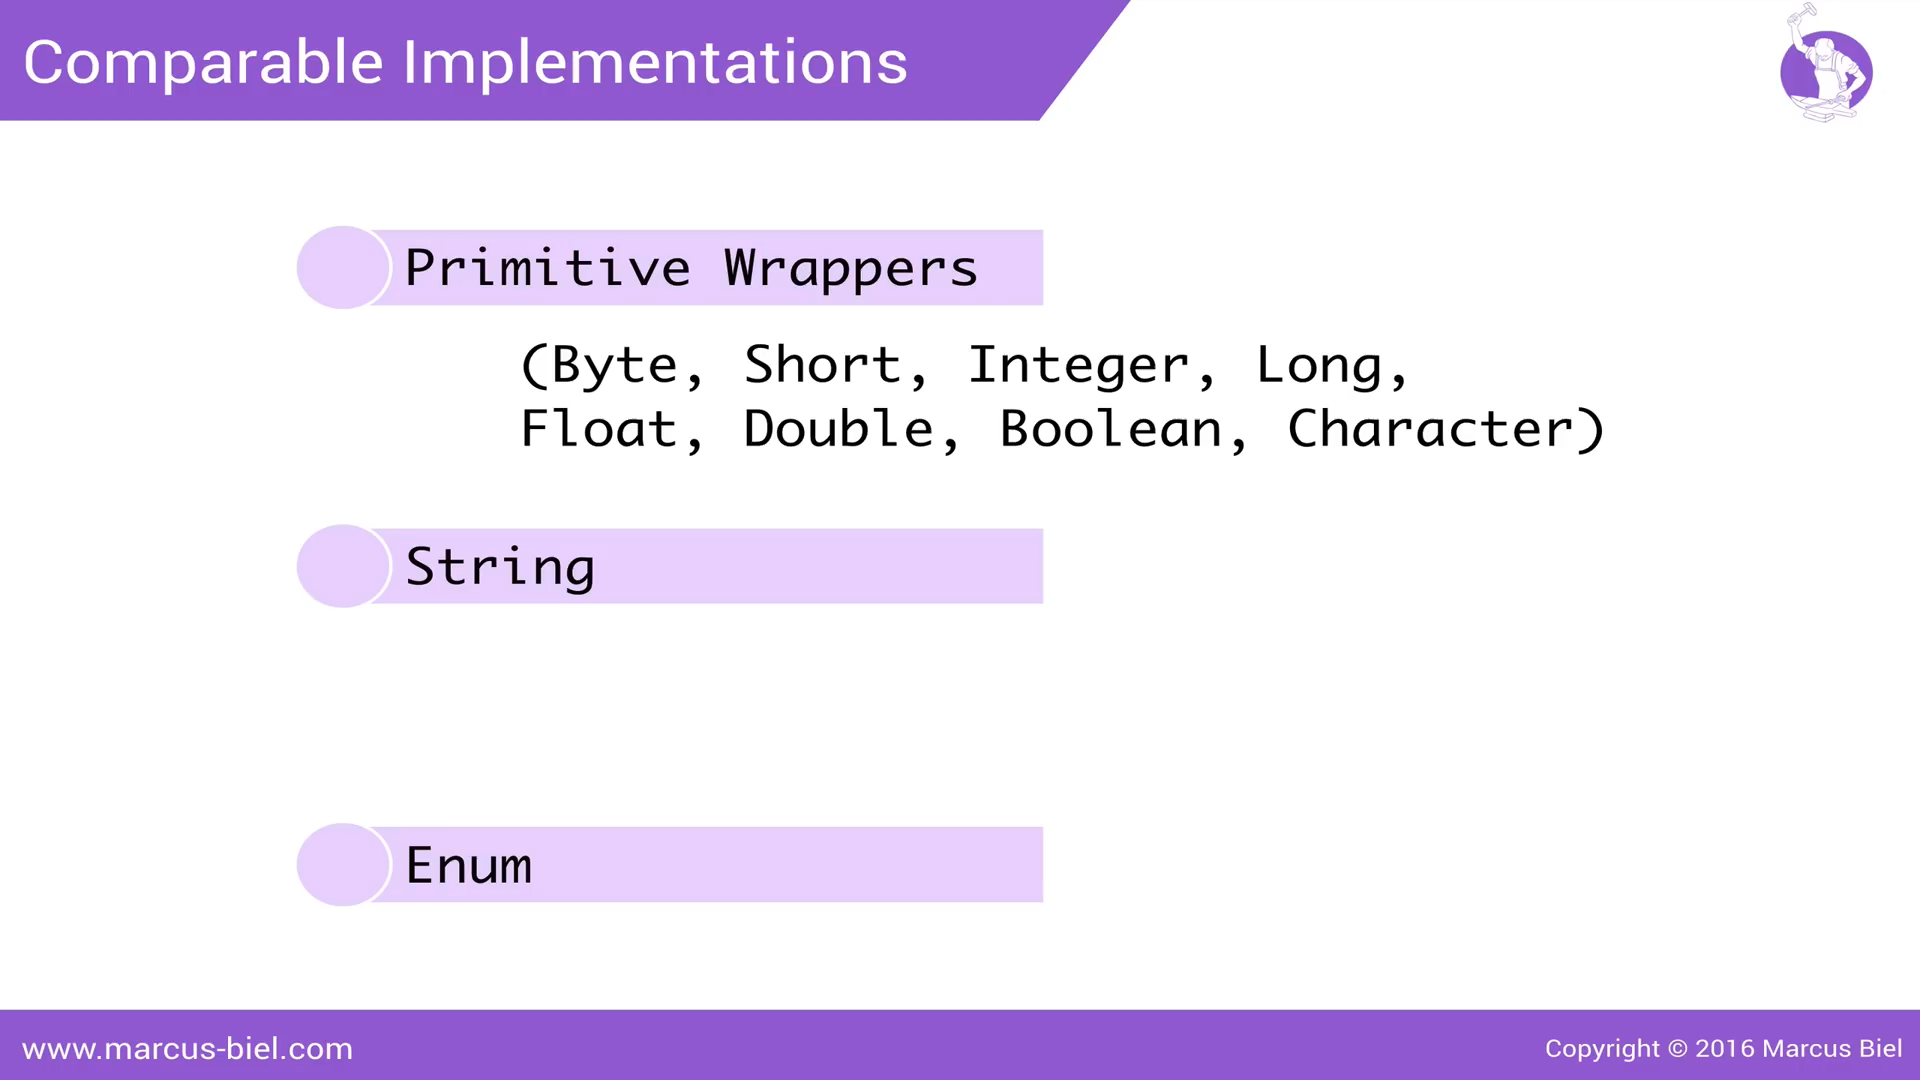 Comparable Implementations
Primitive Wrappers
(Byte, Short, Integer, Long,
Float, Double, Boolean, Character)
String
Enum
www.marcus-biel.com
Copyright © 2016 Marcus Biel